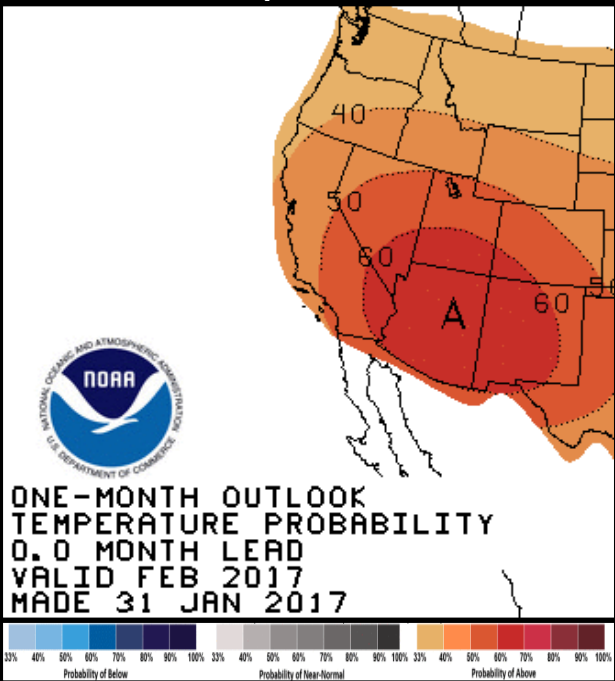 40
50
60
50
60
A
NATIONAL OCEANIC AND ATMOSPHERIC ADMINISTRATION
NOAA
U.S. DEPARTMENT OF COMMERCE
ONE-MONTH OUTLOOK
TEMPERATURE PROBABILITY
0.0 MONTH LEAD
VALID FEB 2017
MADE 31 JAN 2017
33% 40% 50% 60% 70% 80% 90% 100% 33% 40% 50% 60% 70% 80% 90% 100% 33% 40% 50% 60% 70% 80% 90% 100%
Probability of Below Probability of Near-Normal Probability of Above